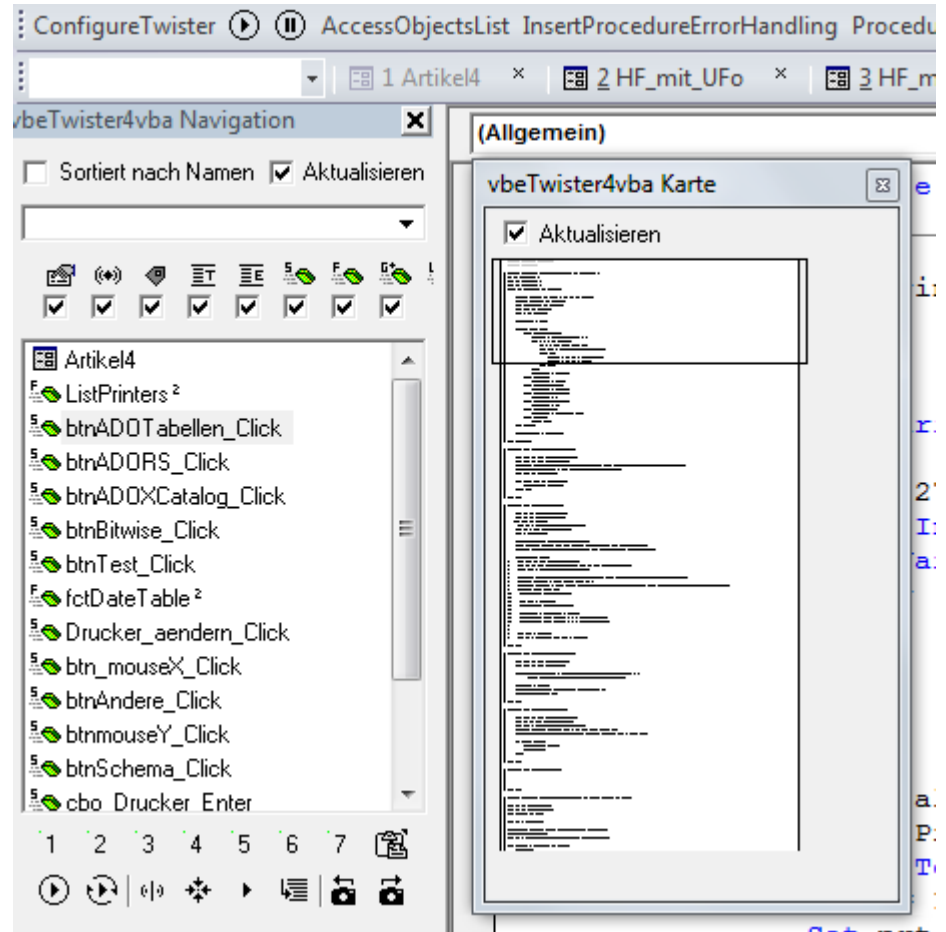 ConfigureTwister AccessObjectsList InsertProcedureErrorHandling Procedu
1 Artikel4 × 2 HF_mit_UFo × 3 HF_m
vbeTwister4vba Navigation
Sortiert nach Namen Aktualisieren
Artikel4
ListPrinters ²
btnADOTabellen_Click
btnADORS_Click
btnADOXCatalog_Click
btnBitwise_Click
btnTest_Click
fctDateTable ²
Drucker_aendern_Click
btn_mouseX_Click
btnAndere_Click
btnmouseY_Click
btnSchema_Click
cbo_Drucker_Enter
1 2 3 4 5 6 7
(Allgemein)
vbeTwister4vba Karte
Aktualisieren